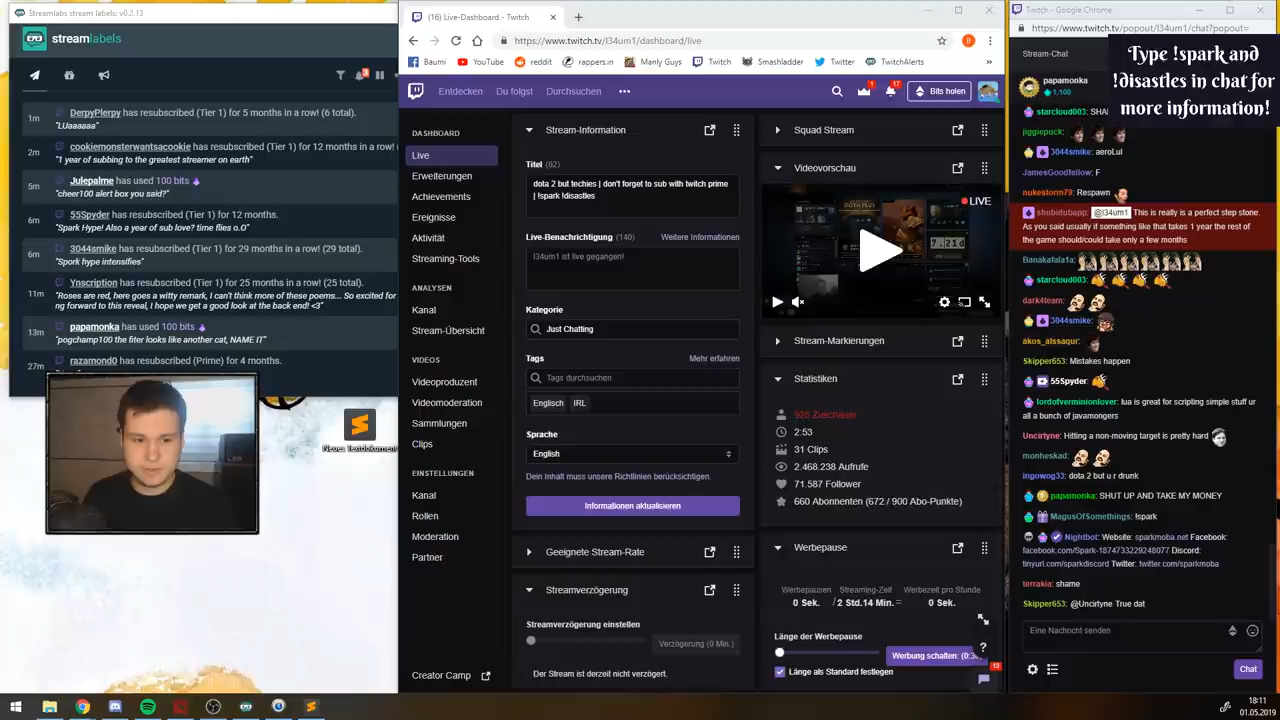 Streamlabs stream labels: v0.2.13
streamlabels
3
1m
DerpyPlerpy has resubscribed (Tier 1) for 5 months in a row! (6 total).
"LUaaaaaa"
2m
cookiemonsterwantsacookie has resubscribed (Tier 1) for 12 months in a row! (
"1 year of subbing to the greatest streamer on earth"
5m
Julepalme has used 100 bits
"cheer100 alert box you said?"
6m
55Spyder has resubscribed (Tier 1) for 12 months.
"Spark Hype! Also a year of sub love? time flies o.O"
6m
3044smike has resubscribed (Tier 1) for 29 months in a row! (29 total).
"Spork hype intensifies"
11m
Ynscription has resubscribed (Tier 1) for 25 months in a row! (25 total).
"Roses are red, here goes a witty remark, I can't think more of these poems... So excited for
ng forward to this reveal, I hope we get a good look at the back end! <3"
13m
papamonka has used 100 bits
"pogchamp100 the fiter looks like another cat, NAME IT"
27m
razamond0 has resubscribed (Prime) for 4 months.
Neues Textdokument
(16) Live-Dashboard - Twitch
https://www.twitch.tv/l34um1/dashboard/live
B
Baumi
YouTube
reddit
rappers.in
Manly Guys
Twitch
Smashladder
Twitter
TwitchAlerts
»
Entdecken
Du folgst
Durchsuchen
1
17
Bits holen
DASHBOARD
Live
Erweiterungen
Achievements
Ereignisse
Aktivität
Streaming-Tools
ANALYSEN
Kanal
Stream-Übersicht
VIDEOS
Videoproduzent
Videomoderation
Sammlungen
Clips
EINSTELLUNGEN
Kanal
Rollen
Moderation
Partner
Creator Camp
Stream-Information
Titel (62)
dota 2 but techies | don't forget to sub with twitch prime
| !spark !disastles
Live-Benachrichtigung (140)
Weitere Informationen
l34um1 ist live gegangen!
Kategorie
Just Chatting
Tags
Mehr erfahren
Tags durchsuchen
Englisch
IRL
Sprache
English
Dein Inhalt muss unsere Richtlinien berücksichtigen.
Informationen aktualisieren
Geeignete Stream-Rate
Streamverzögerung
Streamverzögerung einstellen
Verzögerung (0 Min.)
Der Stream ist derzeit nicht verzögert.
Squad Stream
Videovorschau
LIVE
7.21d
Stream-Markierungen
Statistiken
925 Zuschauer
2:53
31 Clips
2.468.238 Aufrufe
71.587 Follower
660 Abonnenten (672 / 900 Abo-Punkte)
Werbepause
Werbepausen
Streaming-Zeit
Werbezeit pro Stunde
0 Sek.
/ 2 Std.14 Min. =
0 Sek.
Länge der Werbepause
Werbung schalten: (0:3
Länge als Standard festlegen
?
13
Twitch - Google Chrome
https://www.twitch.tv/popout/l34um1/chat?popout=
Stream-Chat
Type !spark and
!disastles in chat for
more information!
papamonka
1,100
starcloud003: SHA
jiggiepuck:
3044smike: aeroLul
JamesGoodfellow: F
nukestorm79: Respawn
shubidubapp: @l34um1 This is really is a perfect step stone.
As you said usually if something like that takes 1 year the rest of
the game should/could take only a few months
Banakafala1a:
starcloud003:
dark4team:
3044smike:
akos_alssaqur:
Skipper653: Mistakes happen
55Spyder:
lordofverminionlover: lua is great for scripting simple stuff ur
all a bunch of javamongers
Uncirtyne: Hitting a non-moving target is pretty hard
monheskad:
ingowog33: dota 2 but u r drunk
papamonka: SHUT UP AND TAKE MY MONEY
MagusOfSomethings: !spark
Nightbot: Website: sparkmoba.net Facebook:
facebook.com/Spark-1874733229248077 Discord:
tinyurl.com/sparkdiscord Twitter: twitter.com/sparkmoba
terrakia: shame
Skipper653: @Uncirtyne True dat
Eine Nachricht senden
Chat
18:11
01.05.2019